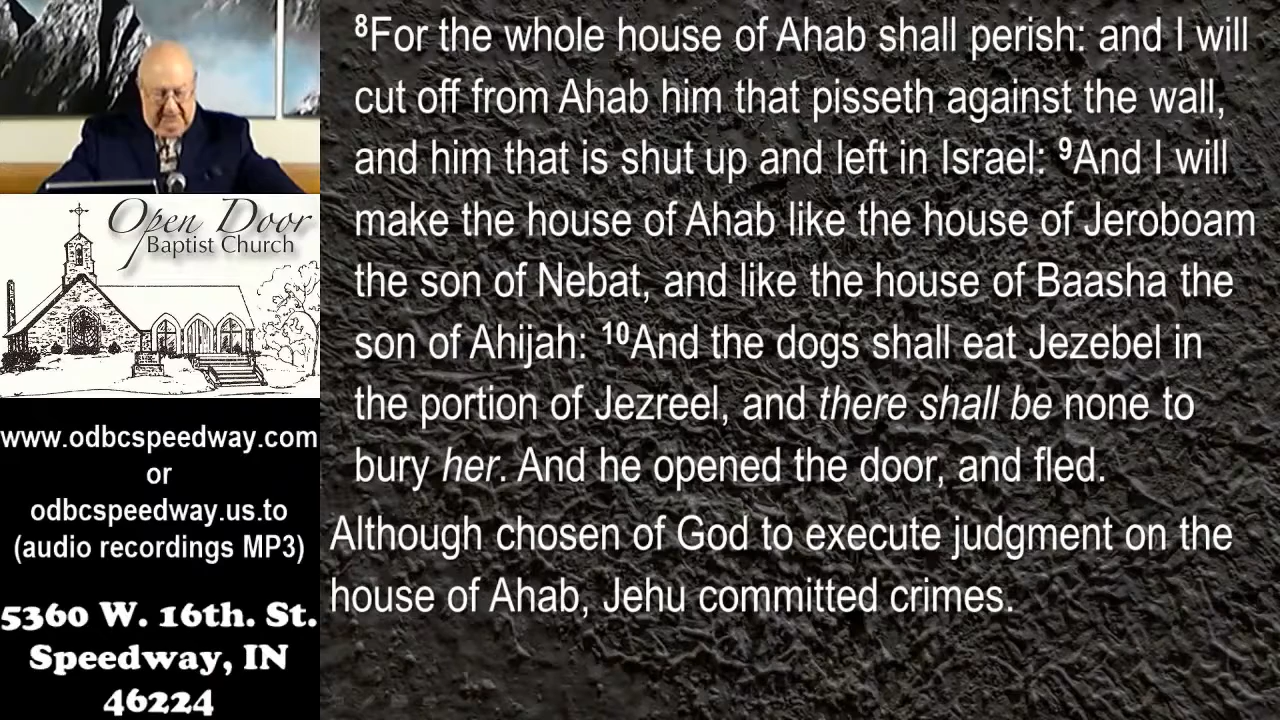 ⁸For the whole house of Ahab shall perish: and I will
cut off from Ahab him that pisseth against the wall,
and him that is shut up and left in Israel: ⁹And I will
make the house of Ahab like the house of Jeroboam
the son of Nebat, and like the house of Baasha the
son of Ahijah: ¹⁰And the dogs shall eat Jezebel in
the portion of Jezreel, and there shall be none to
bury her. And he opened the door, and fled.
Although chosen of God to execute judgment on the
house of Ahab, Jehu committed crimes.
Open Door
Baptist Church
www.odbcspeedway.com
or
odbcspeedway.us.to
(audio recordings MP3)
5360 W. 16th. St.
Speedway, IN
46224